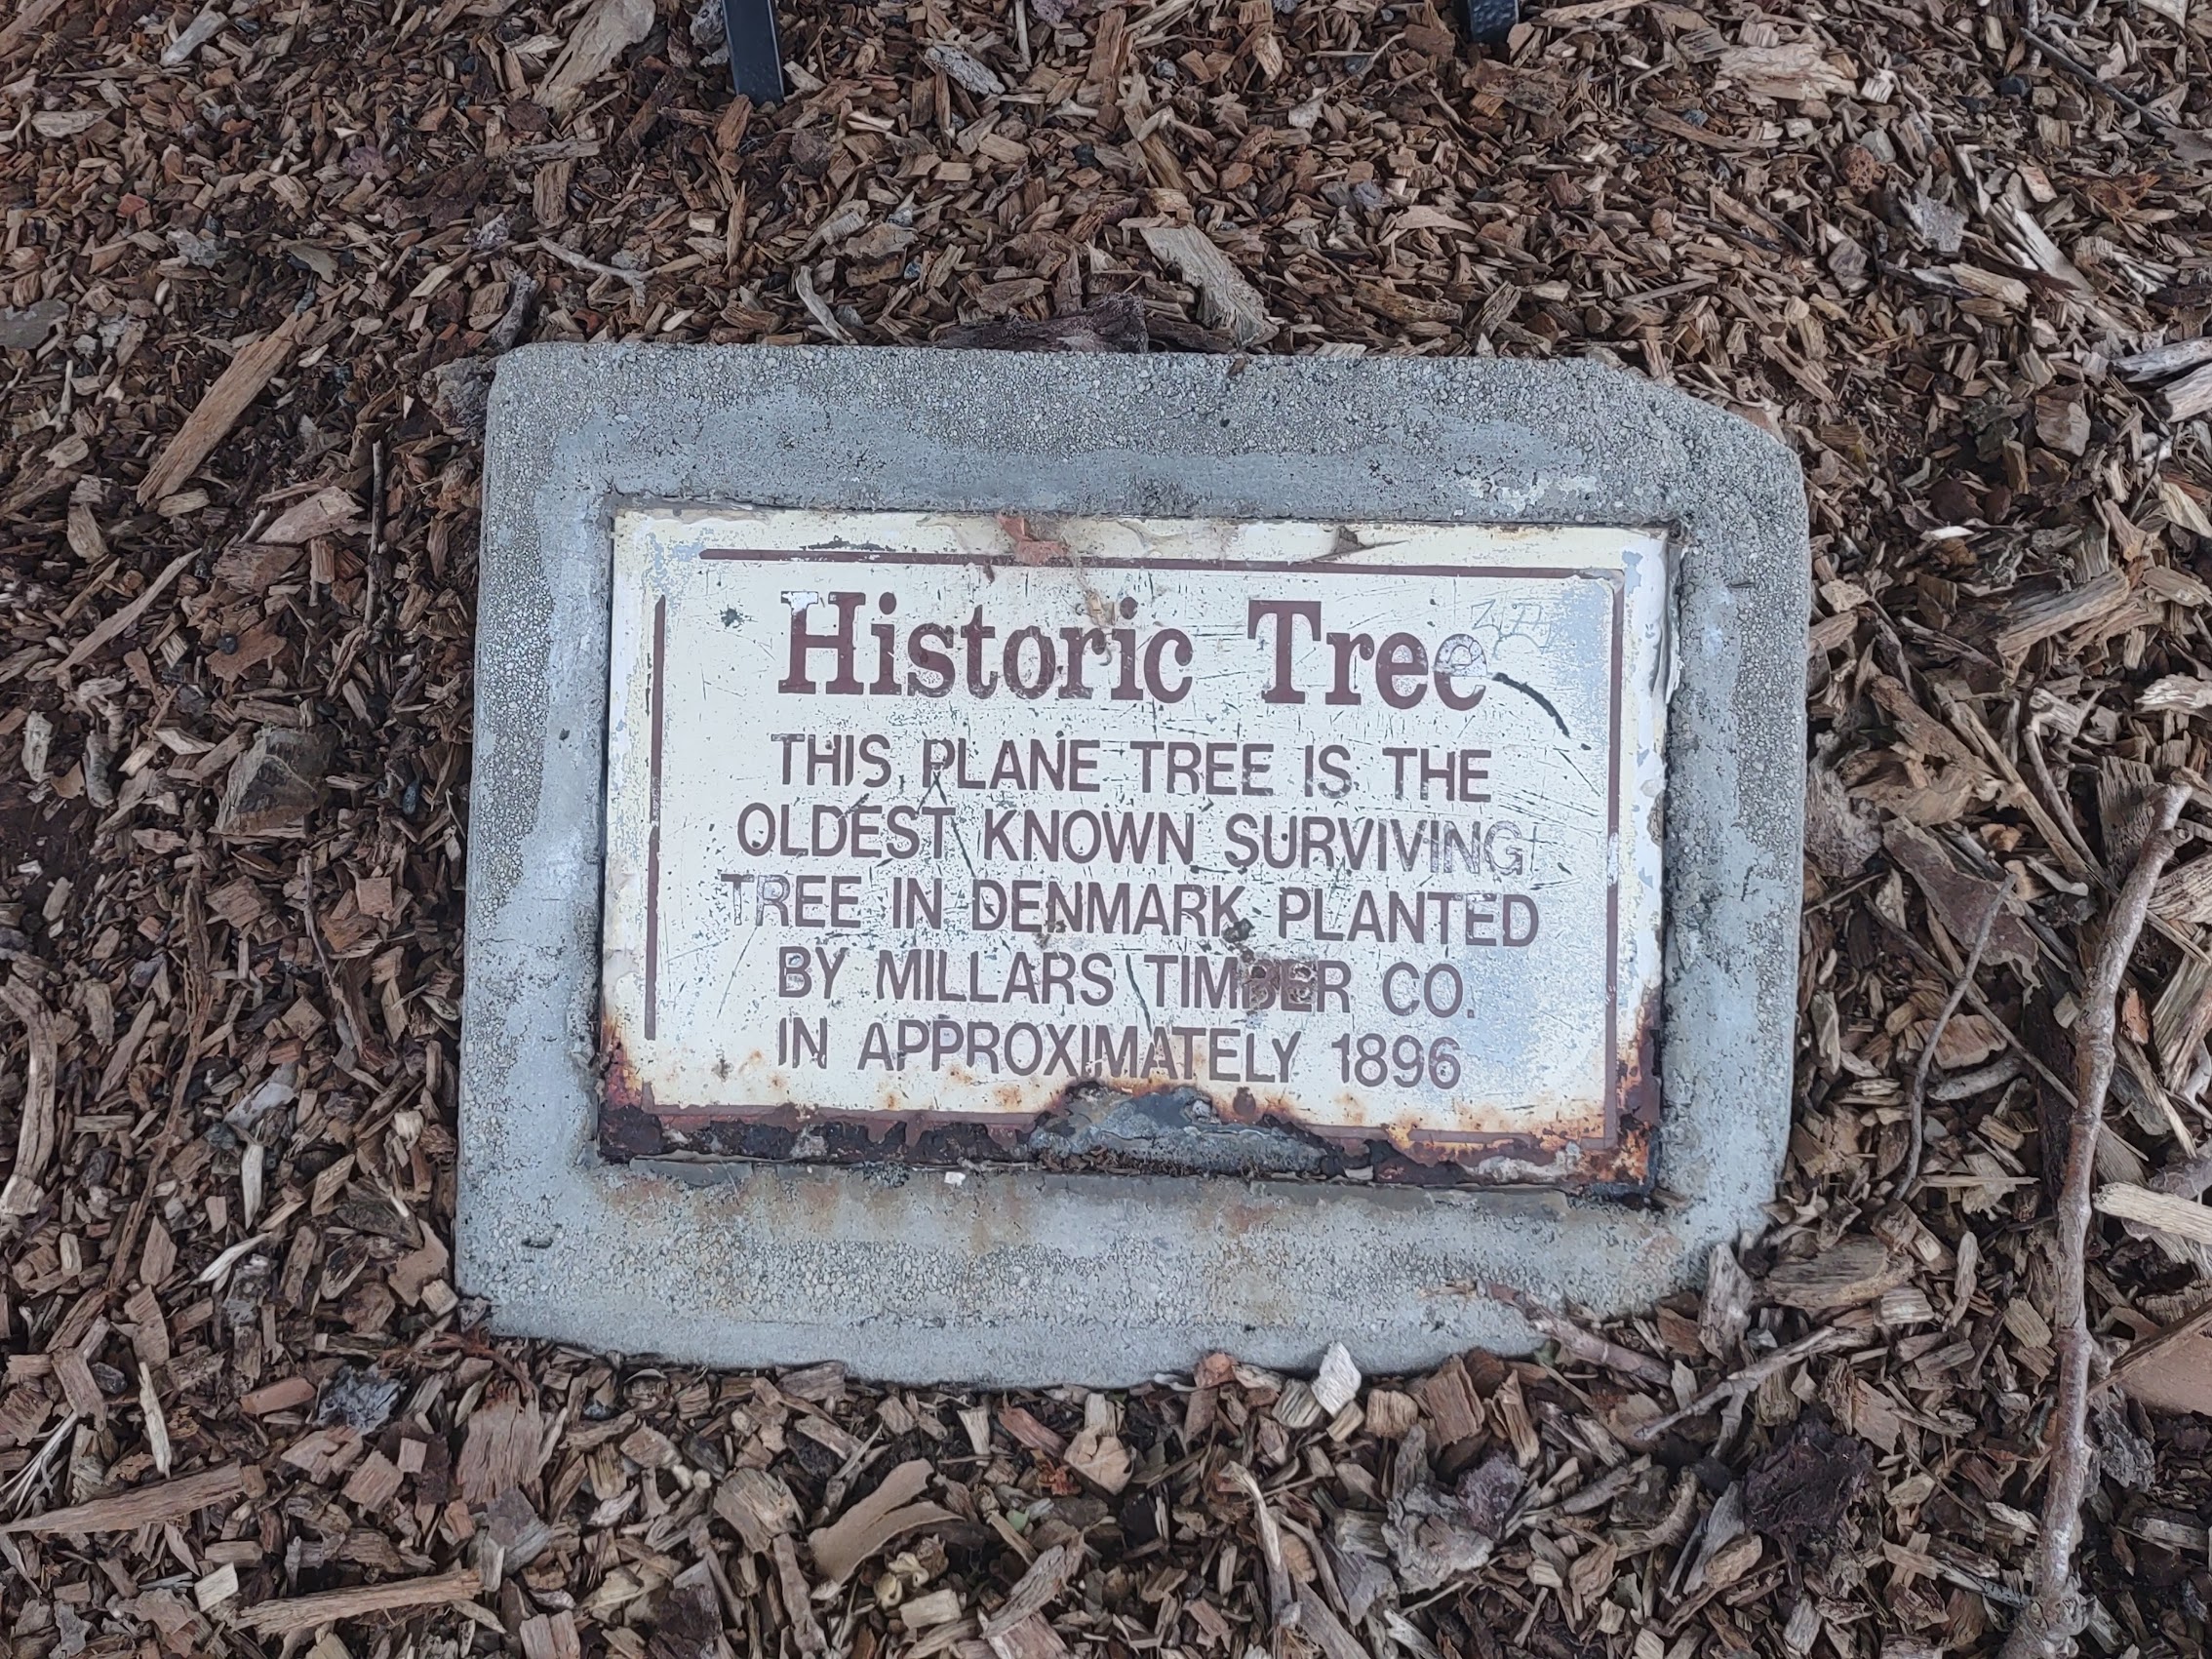 Historic Tree
THIS PLANE TREE IS THE
OLDEST KNOWN SURVIVING
TREE IN DENMARK PLANTED
BY MILLARS TIMBER CO.
IN APPROXIMATELY 1896